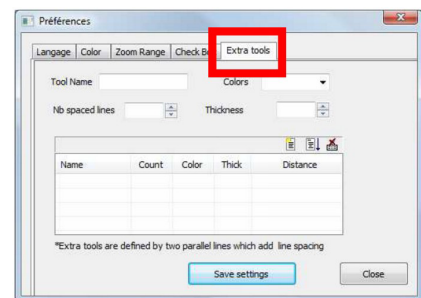 Préférences
Langage Color Zoom Range Check B Extra tools
Tool Name Colors
Nb spaced lines Thickness
Name Count Color Thick Distance
*Extra tools are defined by two parallel lines which add line spacing
Save settings Close